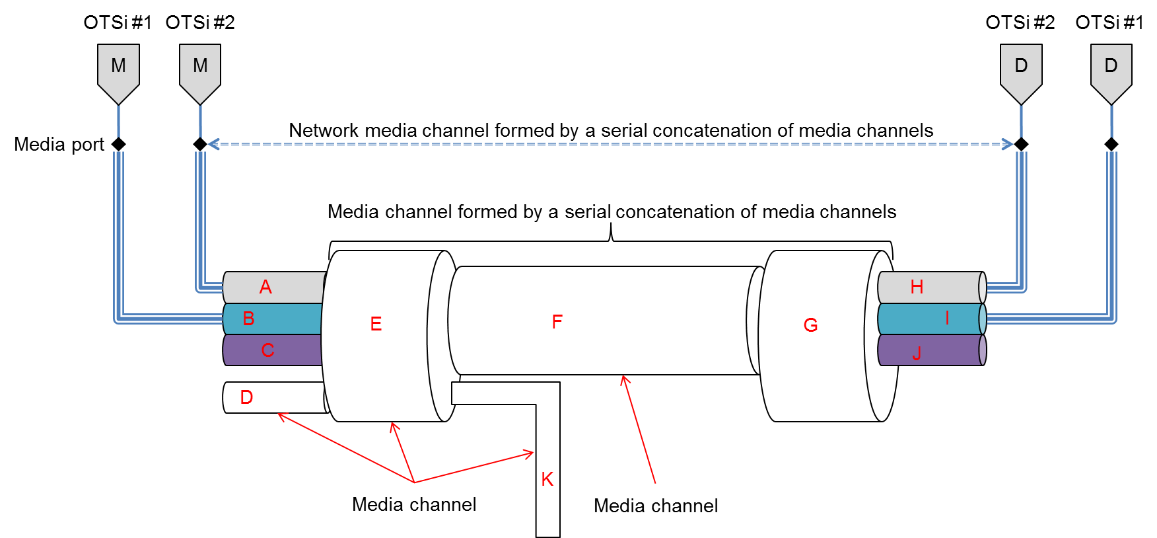 OTSi #1
OTSi #2
OTSi #2
OTSi #1
M
M
D
D
Media port
Network media channel formed by a serial concatenation of media channels
Media channel formed by a serial concatenation of media channels
A
B
C
D
E
F
G
H
I
J
K
Media channel
Media channel